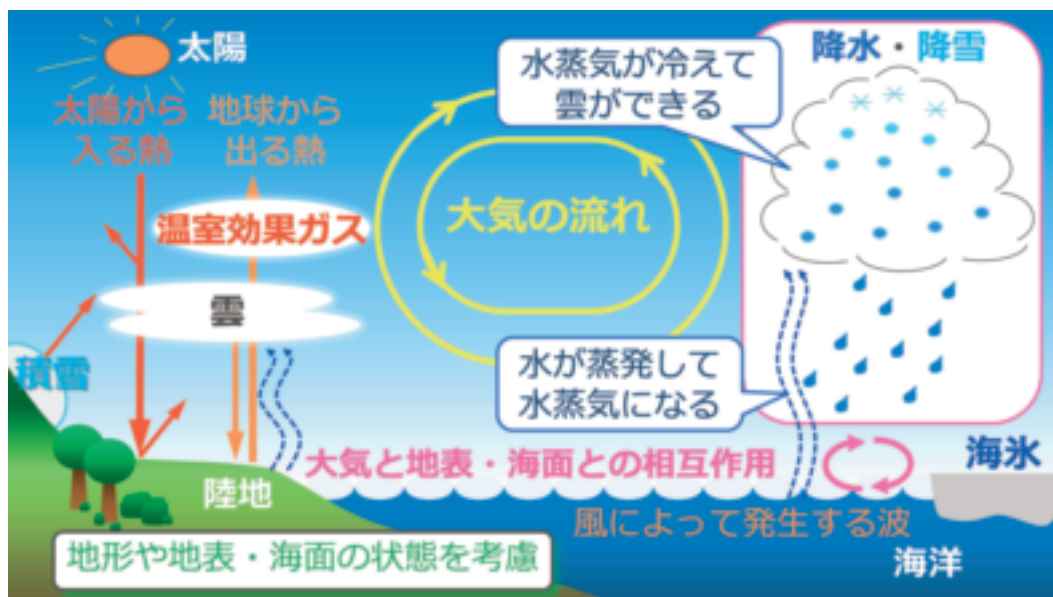 太陽
太陽から
入る熱
地球から
出る熱
温室効果ガス
雲
積雪
陸地
地形や地表・海面の状態を考慮
大気の流れ
水蒸気が冷えて
雲ができる
降水・降雪
水が蒸発して
水蒸気になる
大気と地表・海面との相互作用
風によって発生する波
海氷
海洋